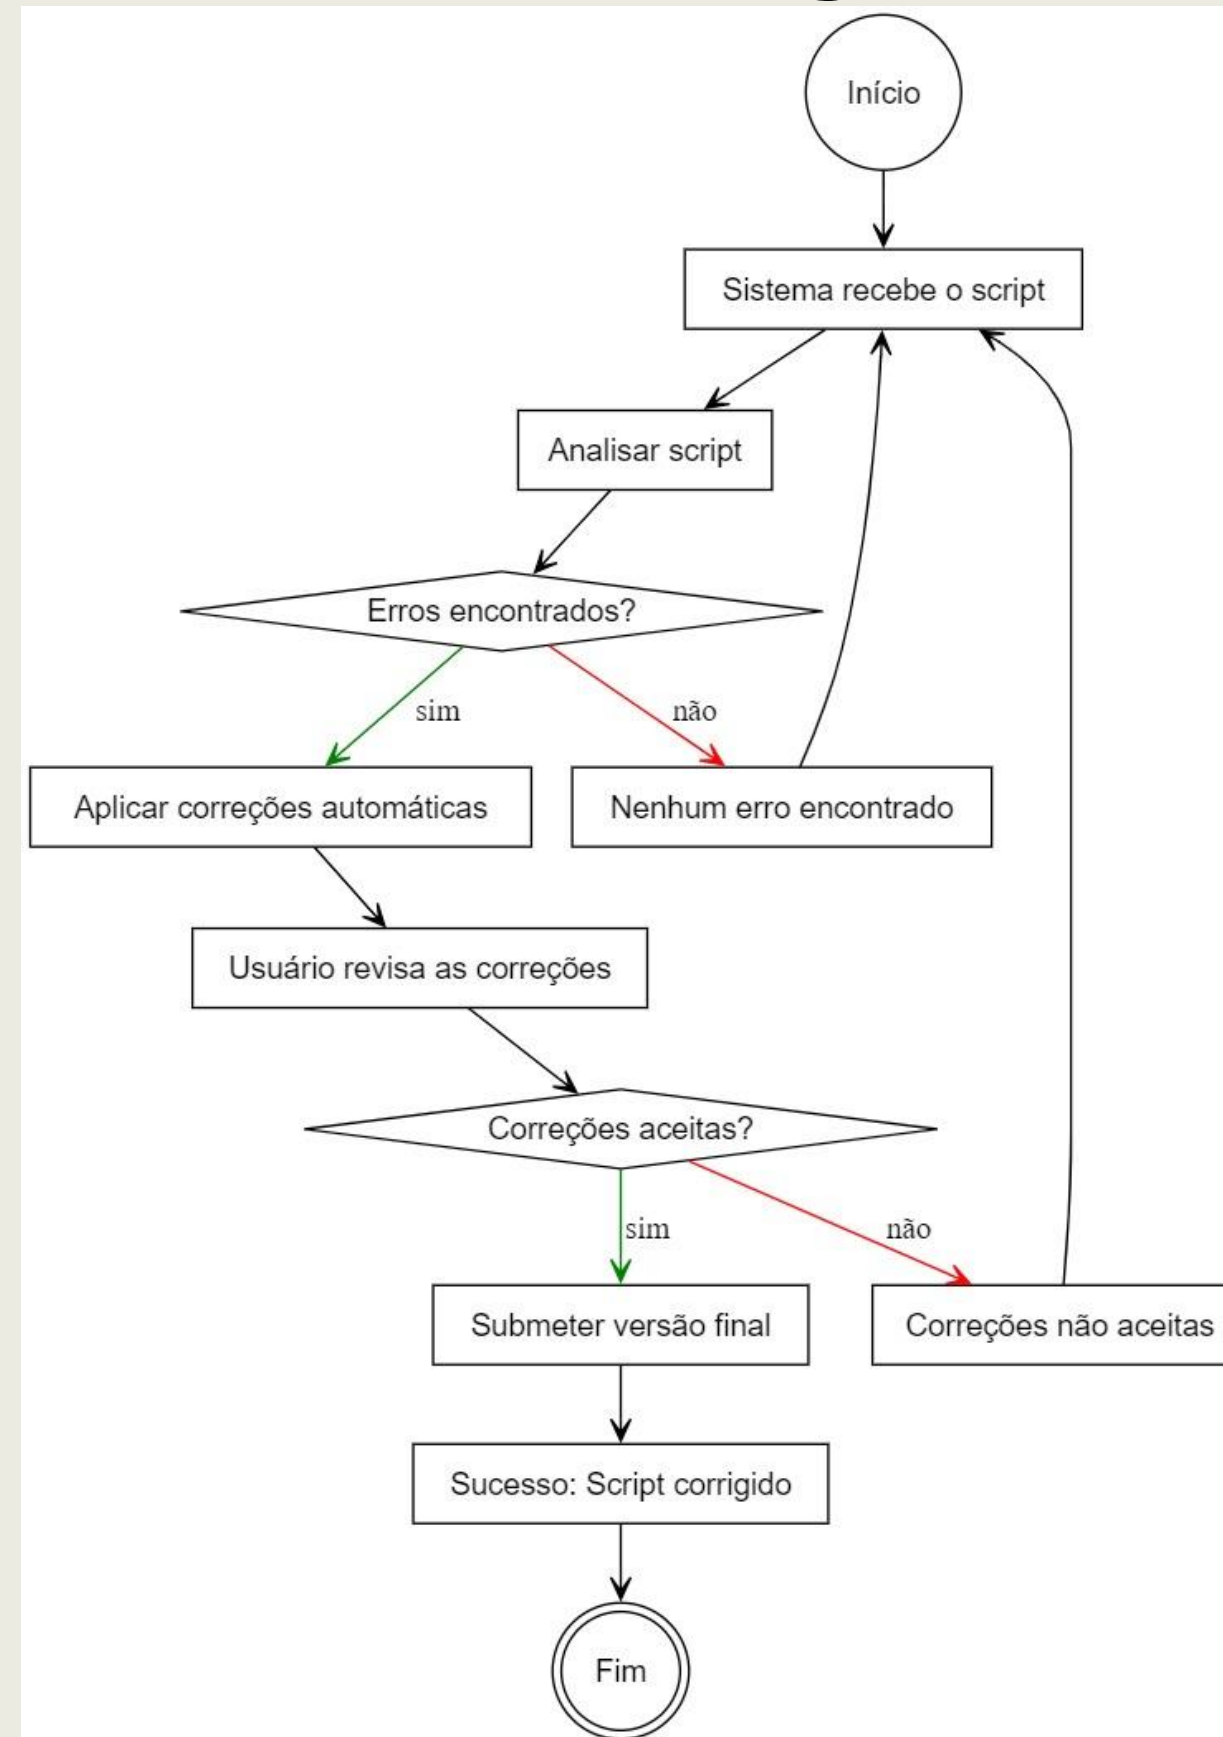 Início
Sistema recebe o script
Analisar script
Erros encontrados?
sim
não
Aplicar correções automáticas
Nenhum erro encontrado
Usuário revisa as correções
Correções aceitas?
sim
não
Submeter versão final
Correções não aceitas
Sucesso: Script corrigido
Fim